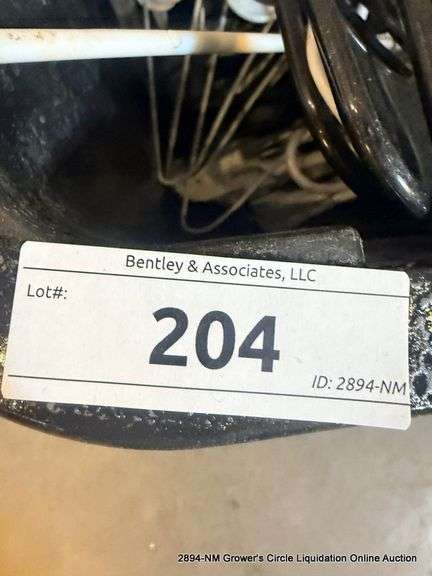 Bentley & Associates, LLC
Lot#:
204
ID: 2894-NM
2894-NM Grower's Circle Liquidation Online Auction